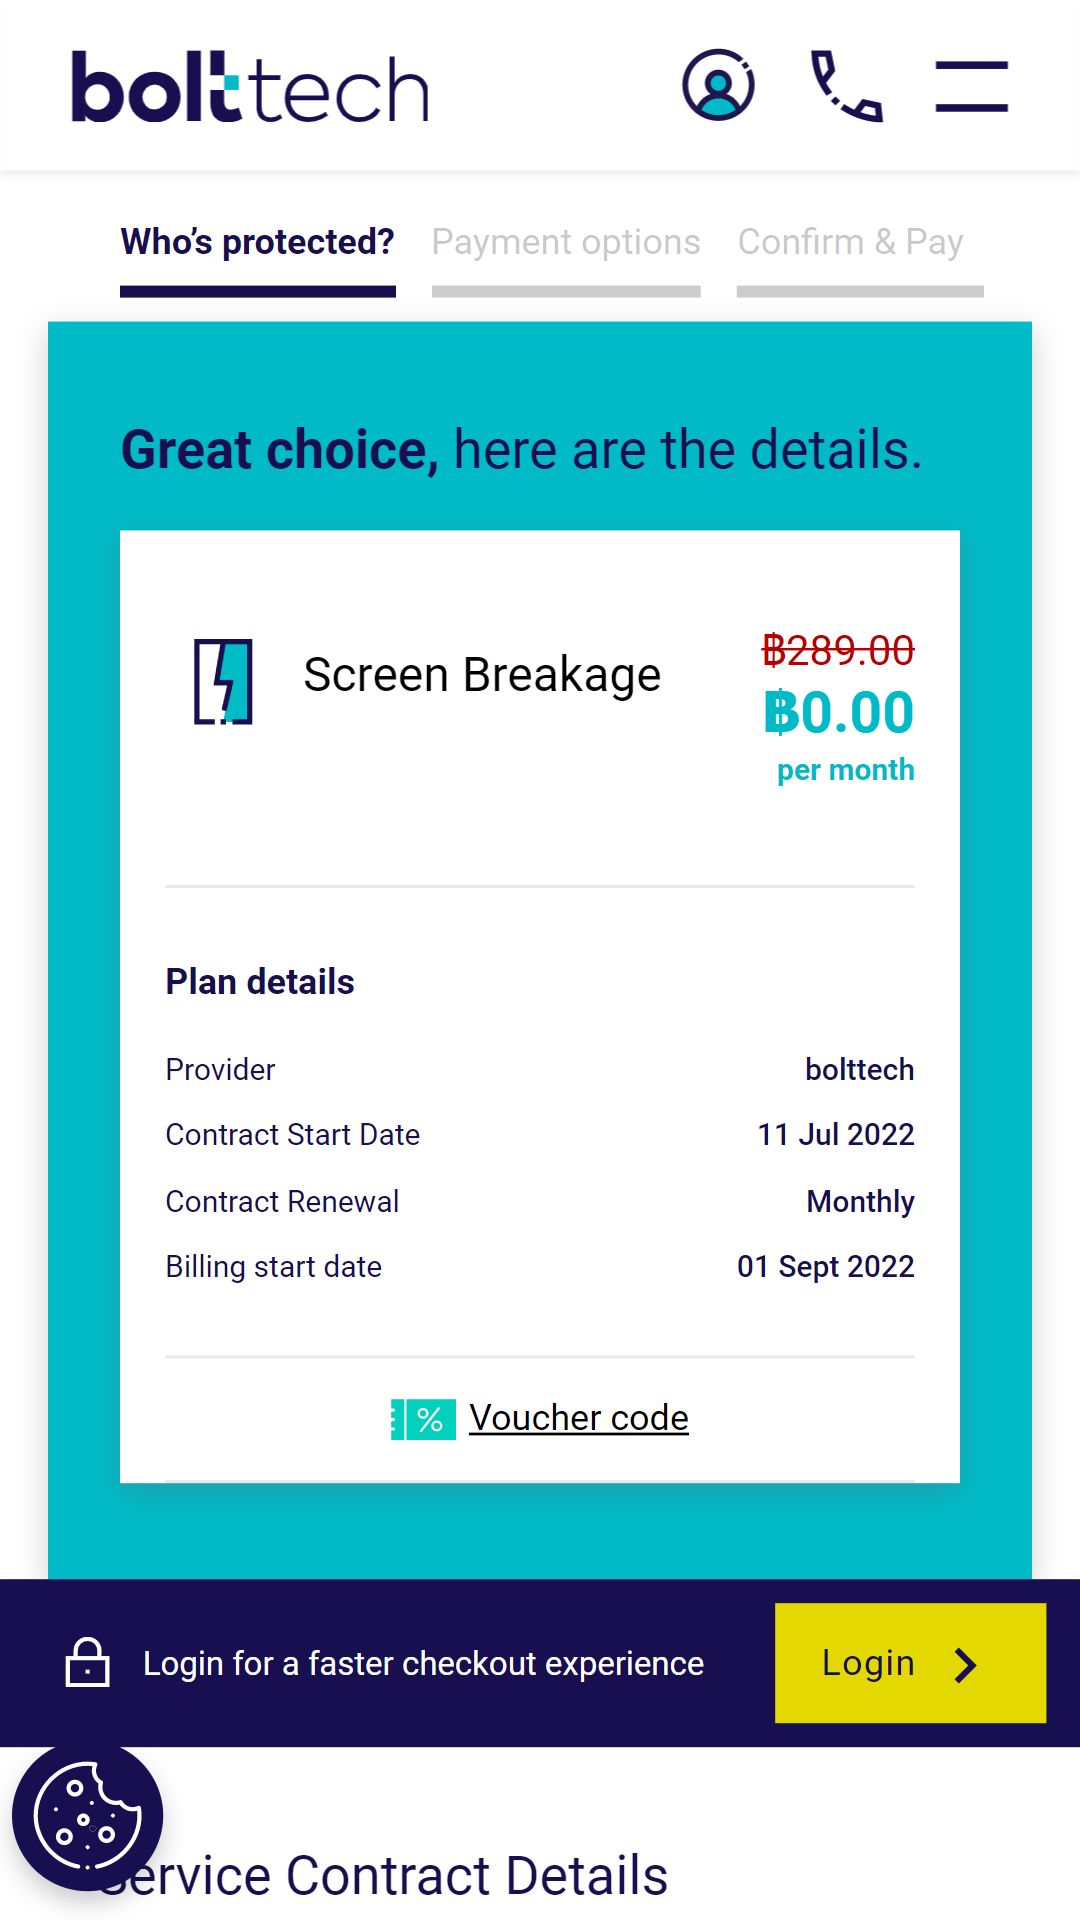 bolttech
Who’s protected? Payment options Confirm & Pay
Great choice, here are the details.
฿289.00
Screen Breakage
฿0.00
per month
Plan details
Provider bolttech
Contract Start Date 11 Jul 2022
Contract Renewal Monthly
Billing start date 01 Sept 2022
% Voucher code
Login for a faster checkout experience Login
Service Contract Details